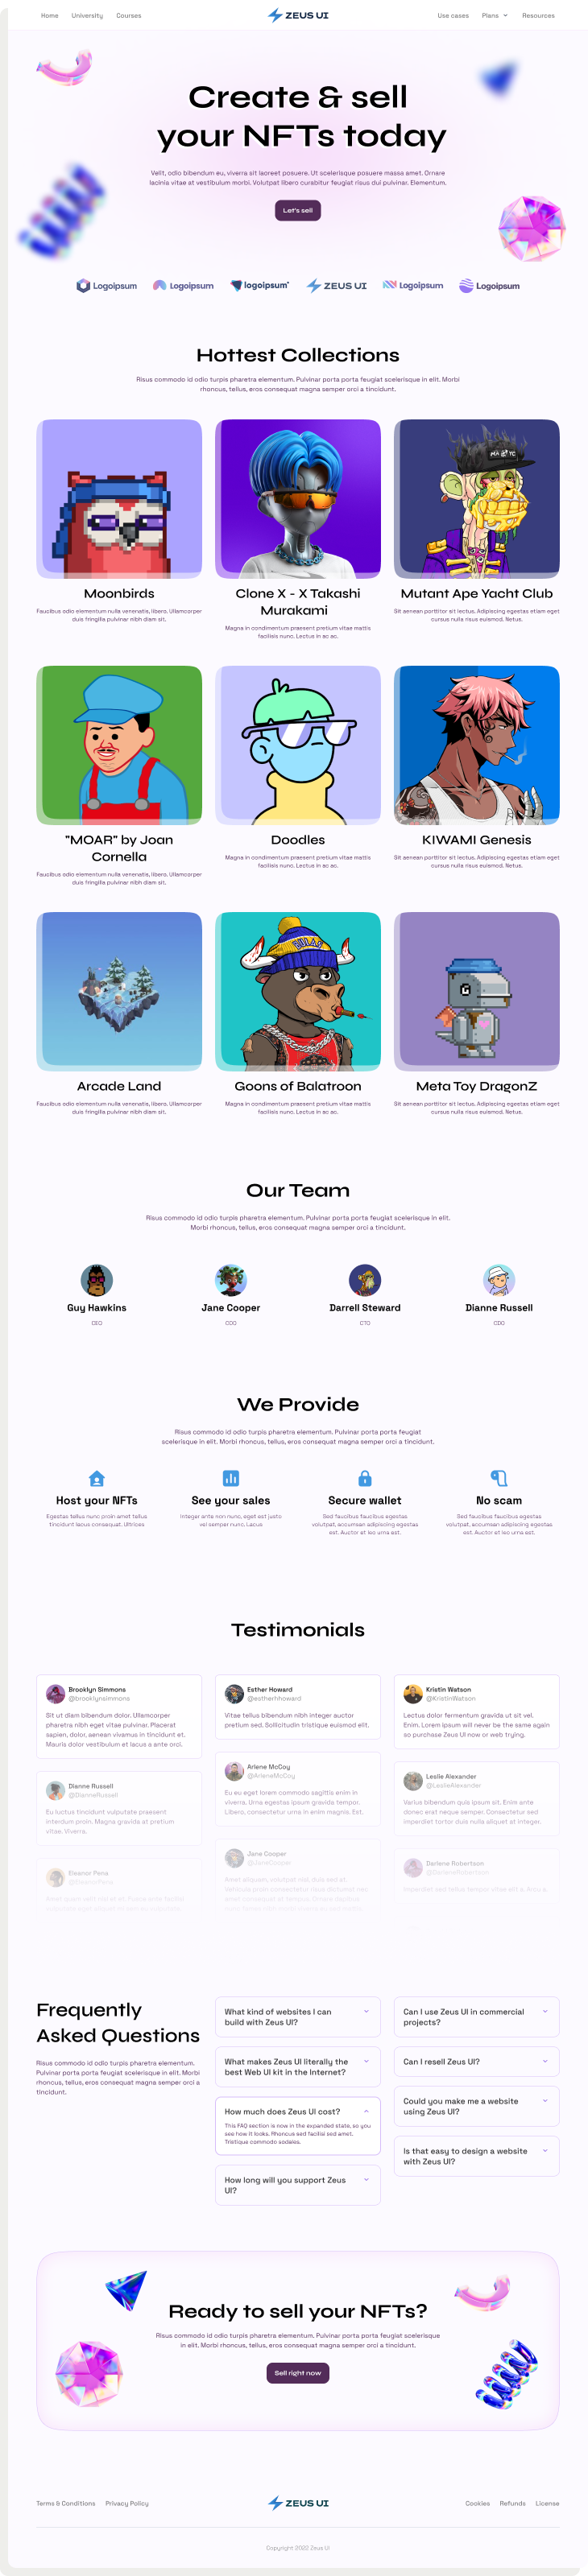 Home University Courses ZEUS UI Use cases Plans Resources
Create & sell
your NFTs today
Velit, odio bibendum eu, viverra sit lacreet posuere. Ut scelerisque posuere massa amet. Ornare
lacinia vitae at vestibulum morbi. Volutpat libero curabitur feugiat risus dui pulvinar. Elementum.
Let's sell
Logoipsum Logoipsum logoipsum ZEUS UI Logoipsum Logoipsum
Hottest Collections
Risus commodo id odio turpis pharetra elementum. Pulvinar porta porta feugiat scelerisque in elit. Morbi
rhoncus, tellus, eros consequat magna semper orci a tincidunt.
Moonbirds
Faucibus odio elementum nulla venenatis, libero. Ullamcorper
duis fringilla pulvinar nibh diam sit.
Clone X - X Takashi
Murakami
Magna in condimentum praesent pretium vitae mattis
facilisis nunc. Lectus in ac ac.
Mutant Ape Yacht Club
Sit aenean porttitor sit lectus. Adipiscing egestas etiam eget
cursus nulla risus euismod. Netus.
"MOAR" by Joan
Cornella
Faucibus odio elementum nulla venenatis, libero. Ullamcorper
duis fringilla pulvinar nibh diam sit.
Doodles
Magna in condimentum praesent pretium vitae mattis
facilisis nunc. Lectus in ac ac.
KIWAMI Genesis
Sit aenean porttitor sit lectus. Adipiscing egestas etiam eget
cursus nulla risus euismod. Netus.
Arcade Land
Faucibus odio elementum nulla venenatis, libero. Ullamcorper
duis fringilla pulvinar nibh diam sit.
Goons of Balatroon
Magna in condimentum praesent pretium vitae mattis
facilisis nunc. Lectus in ac ac.
Meta Toy DragonZ
Sit aenean porttitor sit lectus. Adipiscing egestas etiam eget
cursus nulla risus euismod. Netus.
Our Team
Risus commodo id odio turpis pharetra elementum. Pulvinar porta porta feugiat scelerisque in elit.
Morbi rhoncus, tellus, eros consequat magna semper orci a tincidunt.
Guy Hawkins
CEO
Jane Cooper
COO
Darrell Steward
CTO
Dianne Russell
CDO
We Provide
Risus commodo id odio turpis pharetra elementum. Pulvinar porta porta feugiat
scelerisque in elit. Morbi rhoncus, tellus, eros consequat magna semper orci a tincidunt.
Host your NFTs
Egestas tellus nunc proin amet tellus
tincidunt lacus consequat. Ultrices
See your sales
Integer ante non nunc, eget est justo
vel semper nunc. Lacus
Secure wallet
Sed faucibus faucibus egestas
volutpat, accumsan adipiscing egestas
est. Auctor et leo urna est.
No scam
Sed faucibus faucibus egestas
volutpat, accumsan adipiscing egestas
est. Auctor et leo urna est.
Testimonials
Brooklyn Simmons
@brooklynsimmons
Sit ut diam bibendum dolor. Ullamcorper
pharetra nibh eget vitae pulvinar. Placerat
sapien, dolor, aenean vivamus in tincidunt et.
Mauris dolor vestibulum et lacus a ante orci.
Dianne Russell
@DianneRussell
Eu luctus tincidunt vulputate praesent
interdum proin. Magna gravida at pretium
vitae. Viverra.
Eleanor Pena
@EleanorPena
Esther Howard
@estherhhoward
Vitae tellus bibendum nibh integer auctor
pretium sed. Sollicitudin tristique euismod elit.
Arlene McCoy
@ArleneMcCoy
Eu eu eget lorem commodo sagittis enim in
viverra. Urna egestas ipsum gravida tempor.
Libero, consectetur urna in enim magnis. Est.
Jane Cooper
@JaneCooper
Kristin Watson
@KristinWatson
Lectus dolor fermentum gravida ut sit vel.
Enim. Lorem ipsum will never be the same again
so purchase Zeus UI now or web trying.
Leslie Alexander
@LeslieAlexander
Varius bibendum quis ipsum sit. Enim ante
donec erat neque semper. Consectetur sed
imperdiet tortor duis nulla aliquet at integer.
Darlene Robertson
Frequently
Asked Questions
Risus commodo id odio turpis pharetra elementum.
Pulvinar porta porta feugiat scelerisque in elit. Morbi
rhoncus, tellus, eros consequat magna semper orci a
tincidunt.
What kind of websites I can
build with Zeus UI?
What makes Zeus UI literally the
best Web UI kit in the Internet?
How much does Zeus UI cost?
This FAQ section is now in the expanded state, so you
see how it looks. Rhoncus sed facilisi sed amet.
Tristique commodo sodales.
How long will you support Zeus
UI?
Can I use Zeus UI in commercial
projects?
Can I resell Zeus UI?
Could you make me a website
using Zeus UI?
Is that easy to design a website
with Zeus UI?
Ready to sell your NFTs?
Risus commodo id odio turpis pharetra elementum. Pulvinar porta porta feugiat scelerisque
in elit. Morbi rhoncus, tellus, eros consequat magna semper orci a tincidunt.
Sell right now
Terms & Conditions Privacy Policy ZEUS UI Cookies Refunds License
Copyright 2022 Zeus UI